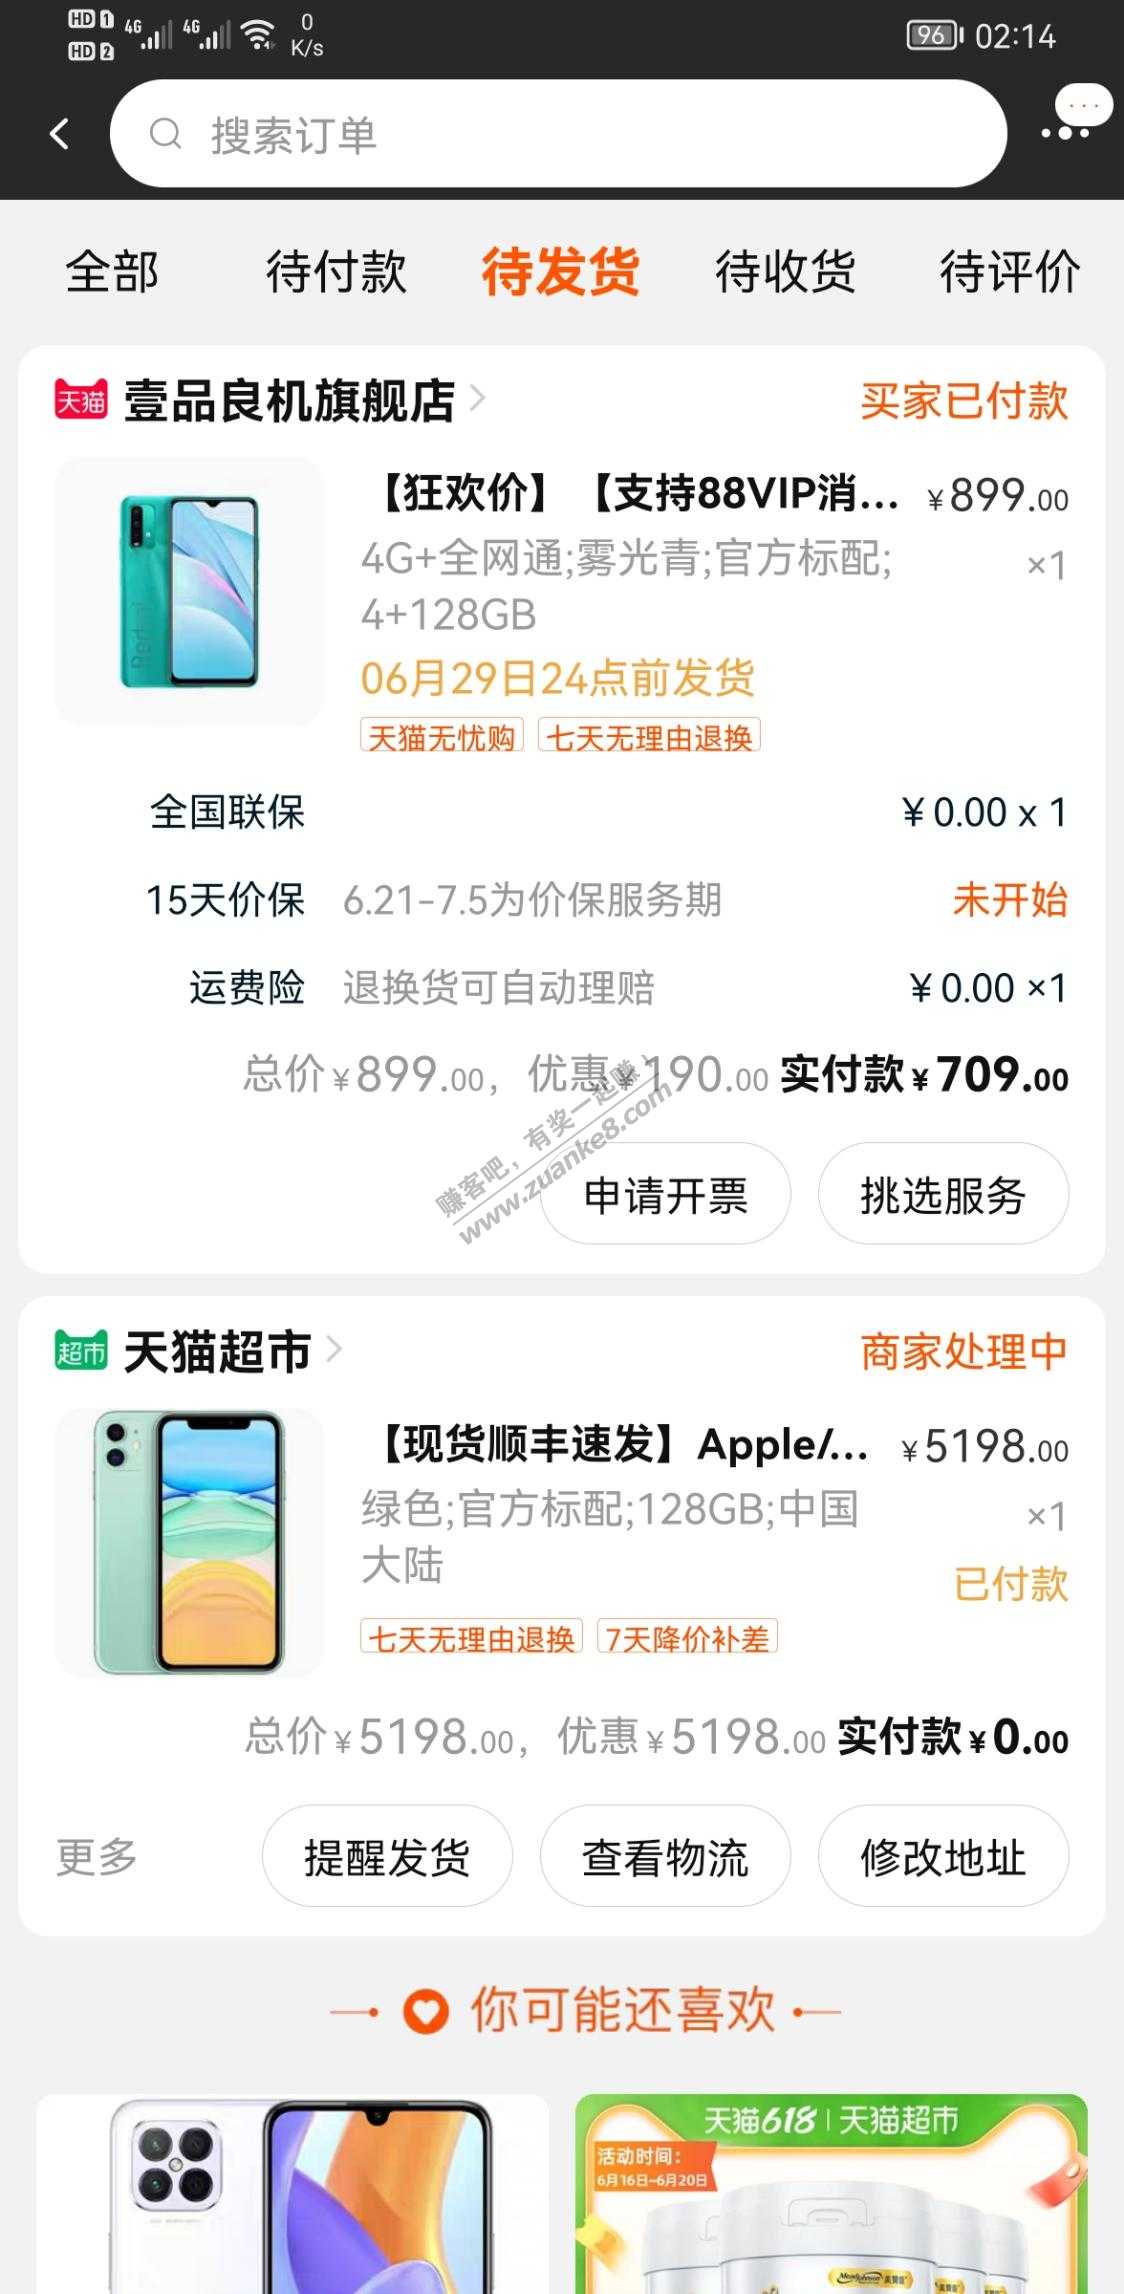 HD 1 4G 4G 0
HD 2 K/s
96 02:14
搜索订单
全部 待付款 待发货 待收货 待评价
天猫 壹品良机旗舰店 买家已付款
【狂欢价】【支持88VIP消... ¥899.00
4G+全网通;雾光青;官方标配; ×1
4+128GB
06月29日24点前发货
天猫无忧购 七天无理由退换
全国联保 ¥0.00 x 1
15天价保 6.21-7.5为价保服务期 未开始
运费险 退换货可自动理赔 ¥0.00 ×1
总价¥899.00, 优惠¥190.00 实付款¥709.00
赚客吧,有奖一起赚!
www.zuanke8.com
申请开票 挑选服务
超市 天猫超市 商家处理中
【现货顺丰速发】Apple/... ¥5198.00
绿色;官方标配;128GB;中国 ×1
大陆
已付款
七天无理由退换 7天降价补差
总价¥5198.00, 优惠¥5198.00 实付款¥0.00
更多 提醒发货 查看物流 修改地址
你可能还喜欢
天猫618 | 天猫超市
活动时间:
6月16日-6月20日
MeadJohnson 美赞臣
Redmi